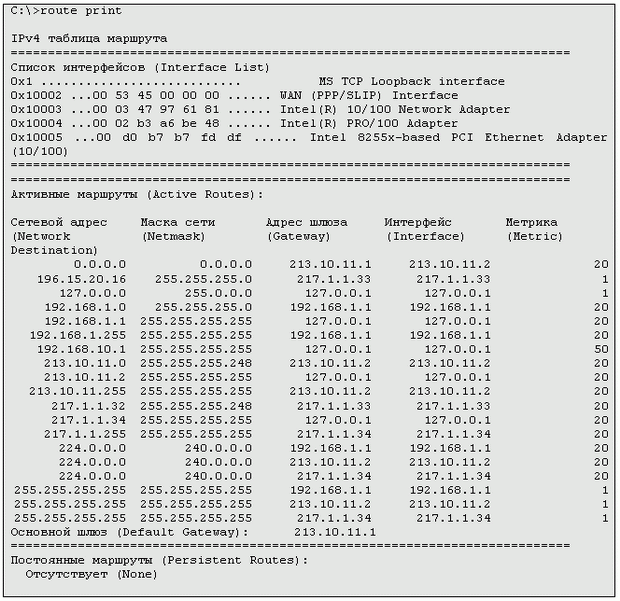 C:\>route print
IPv4 таблица маршрута
===========================================================================
Список интерфейсов (Interface List)
0x1 ........................... MS TCP Loopback interface
0x10002 ...00 53 45 00 00 00 ...... WAN (PPP/SLIP) Interface
0x10003 ...00 03 47 97 61 81 ...... Intel(R) 10/100 Network Adapter
0x10004 ...00 02 b3 a6 be 48 ...... Intel(R) PRO/100 Adapter
0x10005 ...00 d0 b7 b7 fd df ...... Intel 8255x-based PCI Ethernet Adapter
(10/100)
===========================================================================
===========================================================================
Активные маршруты (Active Routes):
Сетевой адрес Маска сети Адрес шлюза Интерфейс Метрика
(Network (Netmask) (Gateway) (Interface) (Metric)
Destination)
0.0.0.0 0.0.0.0 213.10.11.1 213.10.11.2 20
196.15.20.16 255.255.255.0 217.1.1.33 217.1.1.33 1
127.0.0.0 255.0.0.0 127.0.0.1 127.0.0.1 1
192.168.1.0 255.255.255.0 192.168.1.1 192.168.1.1 20
192.168.1.1 255.255.255.255 127.0.0.1 127.0.0.1 20
192.168.1.255 255.255.255.255 192.168.1.1 192.168.1.1 20
192.168.10.1 255.255.255.255 127.0.0.1 127.0.0.1 50
213.10.11.0 255.255.255.248 213.10.11.2 213.10.11.2 20
213.10.11.2 255.255.255.255 127.0.0.1 127.0.0.1 20
213.10.11.255 255.255.255.255 213.10.11.2 213.10.11.2 20
217.1.1.32 255.255.255.248 217.1.1.33 217.1.1.33 20
217.1.1.34 255.255.255.255 127.0.0.1 127.0.0.1 20
217.1.1.255 255.255.255.255 217.1.1.34 217.1.1.34 20
224.0.0.0 240.0.0.0 192.168.1.1 192.168.1.1 20
224.0.0.0 240.0.0.0 213.10.11.2 213.10.11.2 20
224.0.0.0 240.0.0.0 217.1.1.34 217.1.1.34 20
255.255.255.255 255.255.255.255 192.168.1.1 192.168.1.1 1
255.255.255.255 255.255.255.255 213.10.11.2 213.10.11.2 1
255.255.255.255 255.255.255.255 217.1.1.34 217.1.1.34 1
Основной шлюз (Default Gateway): 213.10.11.1
===========================================================================
Постоянные маршруты (Persistent Routes):
Отсутствует (None)